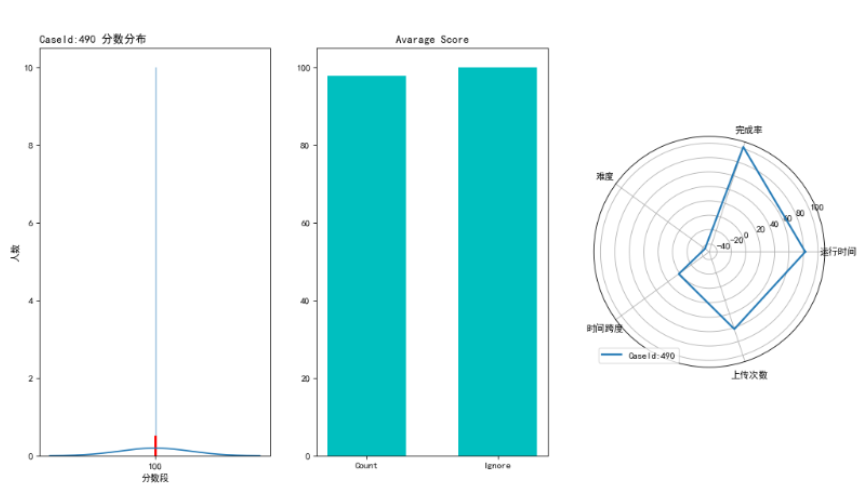 CaseId:490 分数分布
10
8
6
4
2
0
人数
100
分数段
Avarage Score
100
80
60
40
20
0
Count
Ignore
完成率
难度
运行时间
时间跨度
上传次数
-40
-20
0
20
40
60
80
100
CaseId:490